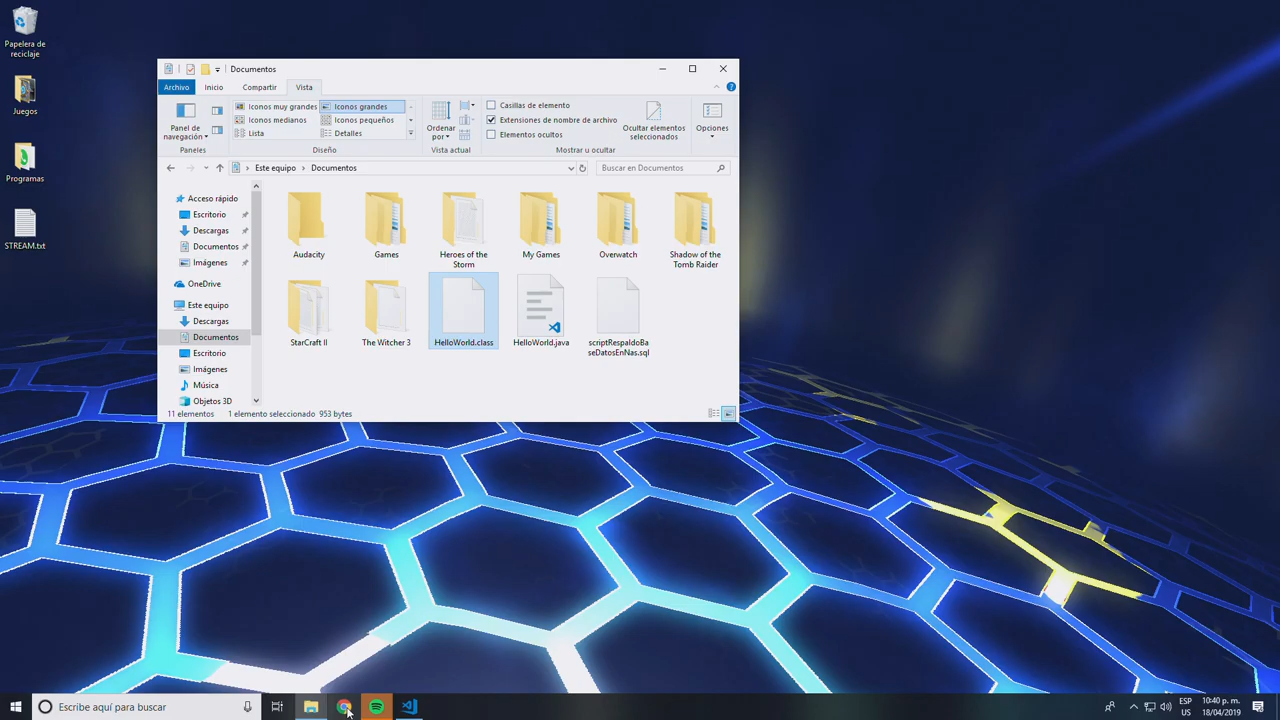 Papelera de
reciclaje
Juegos
Programas
STREAM.txt
Documentos
Archivo
Inicio
Compartir
Vista
Panel de
navegación
Paneles
Iconos muy grandes
Iconos grandes
Iconos medianos
Iconos pequeños
Lista
Detalles
Diseño
Ordenar
por
Vista actual
Casillas de elemento
Extensiones de nombre de archivo
Elementos ocultos
Ocultar elementos
seleccionados
Mostrar u ocultar
Opciones
Este equipo
Documentos
Buscar en Documentos
Acceso rápido
Escritorio
Descargas
Documentos
Imágenes
OneDrive
Este equipo
Descargas
Documentos
Escritorio
Imágenes
Música
Objetos 3D
Audacity
Games
Heroes of the
Storm
My Games
Overwatch
Shadow of the
Tomb Raider
StarCraft II
The Witcher 3
HelloWorld.class
HelloWorld.java
scriptRespaldoBa
seDatosEnNas.sql
11 elementos
1 elemento seleccionado 953 bytes
Escribe aquí para buscar
ESP
US
10:40 p. m.
18/04/2019